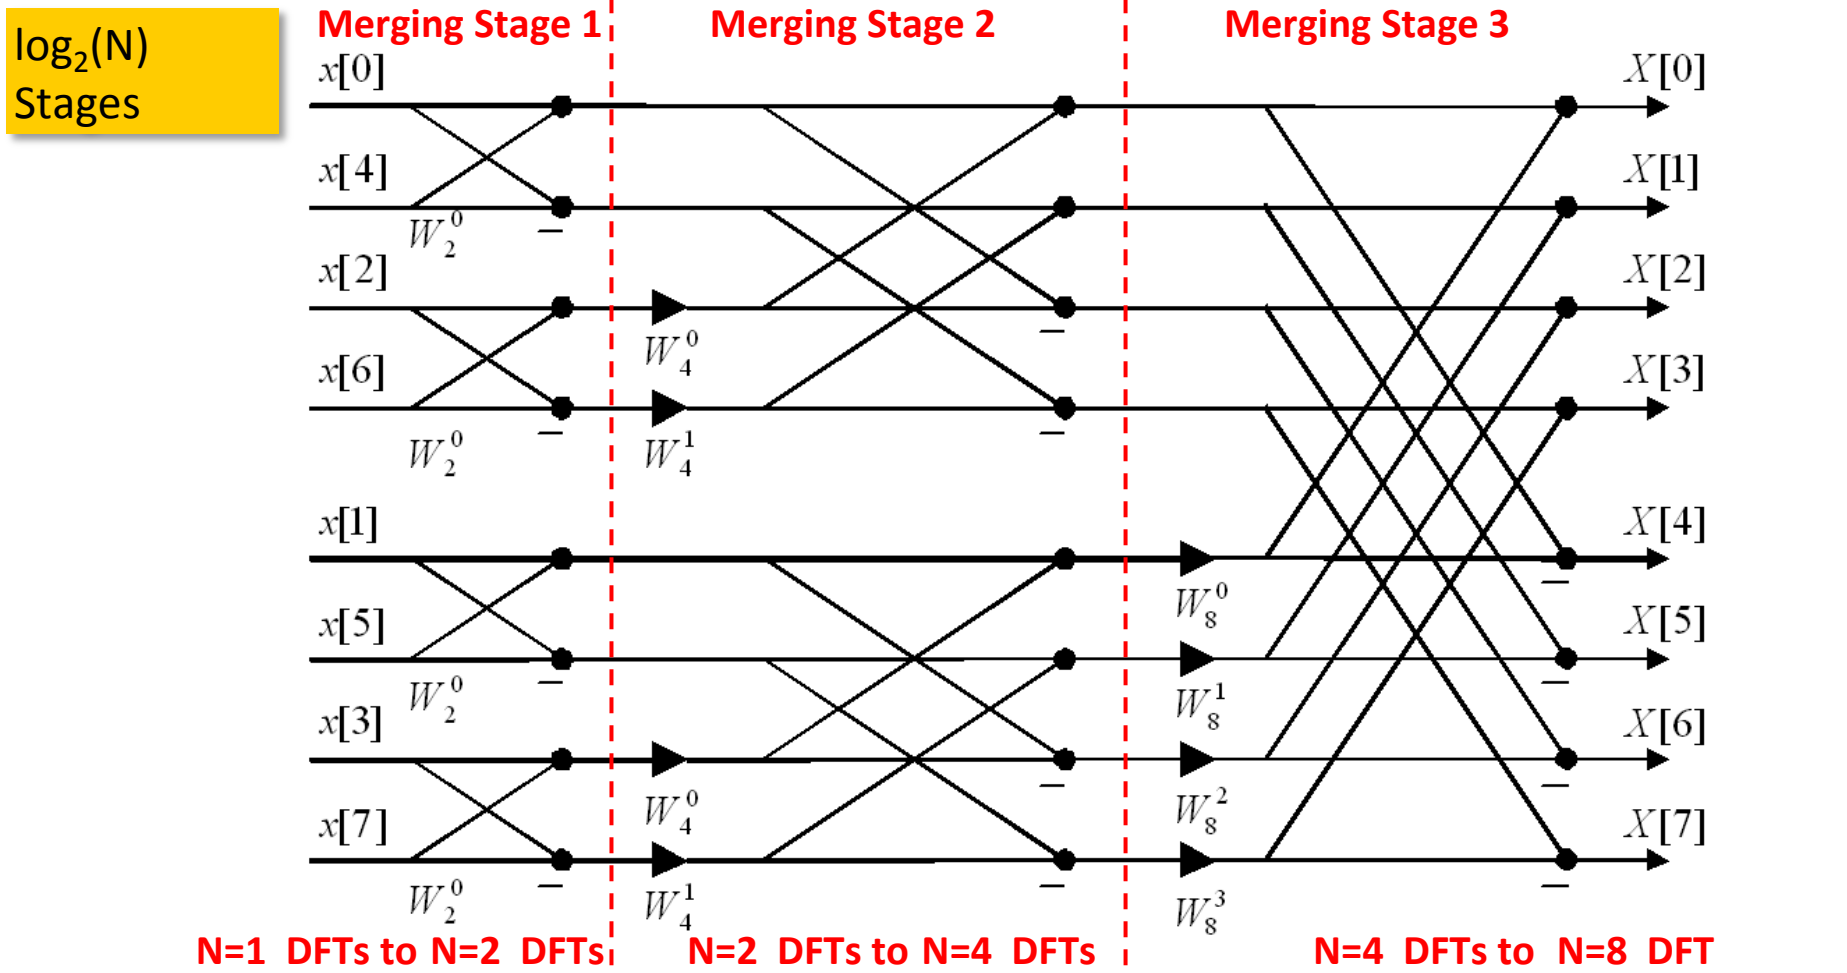 log₂(N)
Stages
Merging Stage 1
Merging Stage 2
Merging Stage 3
x[0]
X[0]
x[4]
X[1]
W₂⁰
–
x[2]
X[2]
W₄⁰
–
x[6]
X[3]
W₂⁰
–
W₄¹
–
x[1]
X[4]
W₈⁰
–
x[5]
X[5]
W₂⁰
–
W₈¹
–
x[3]
X[6]
W₄⁰
–
W₈²
–
x[7]
X[7]
W₂⁰
–
W₄¹
–
W₈³
–
N=1 DFTs to N=2 DFTs
N=2 DFTs to N=4 DFTs
N=4 DFTs to N=8 DFT